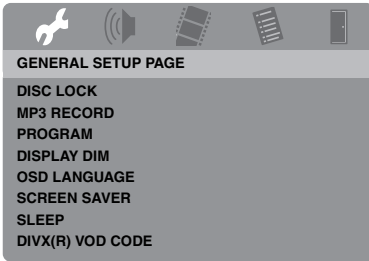 GENERAL SETUP PAGE
DISC LOCK
MP3 RECORD
PROGRAM
DISPLAY DIM
OSD LANGUAGE
SCREEN SAVER
SLEEP
DIVX(R) VOD CODE